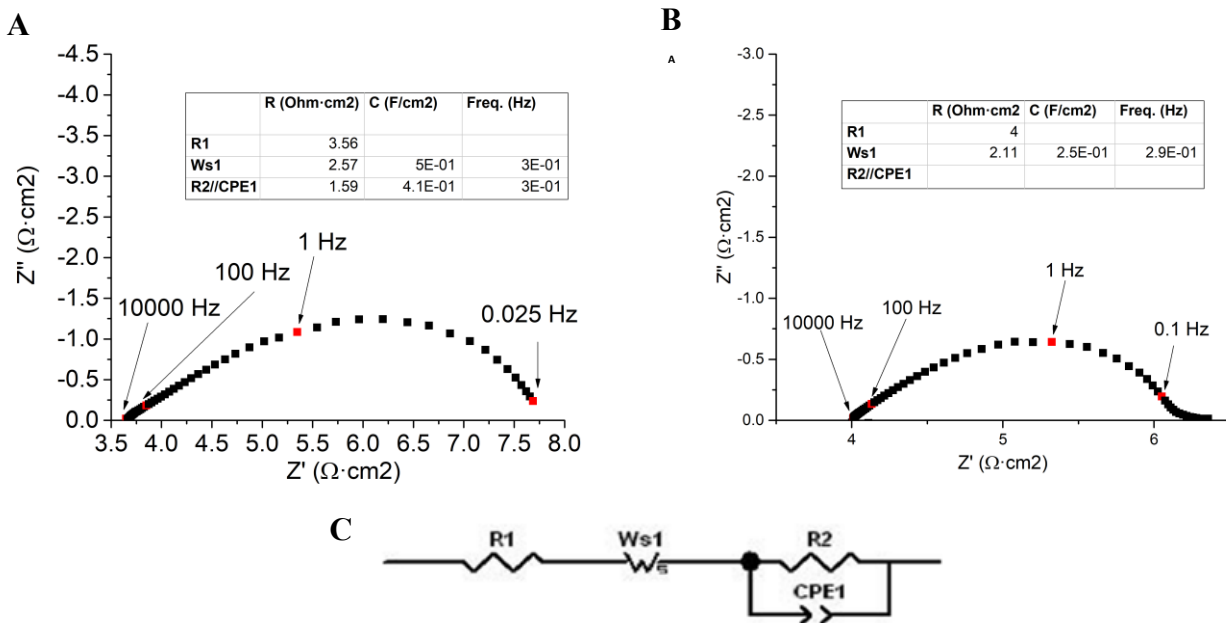 A
-4.5
-4.0
-3.5
-3.0
-2.5
-2.0
-1.5
-1.0
-0.5
0.0
Z'' (Ω·cm2)
R (Ohm·cm2) C (F/cm2) Freq. (Hz)
R1 3.56
Ws1 2.57 5E-01 3E-01
R2//CPE1 1.59 4.1E-01 3E-01
1 Hz
100 Hz
10000 Hz
0.025 Hz
3.5 4.0 4.5 5.0 5.5 6.0 6.5 7.0 7.5 8.0
Z' (Ω·cm2)
B
A
-3.0
-2.5
-2.0
-1.5
-1.0
-0.5
0.0
Z'' (Ω·cm2)
R (Ohm·cm2 C (F/cm2) Freq. (Hz)
R1 4
Ws1 2.11 2.5E-01 2.9E-01
R2//CPE1
1 Hz
100 Hz
10000 Hz
0.1 Hz
4 5 6
Z' (Ω·cm2)
C
R1 Ws1 R2
s
CPE1